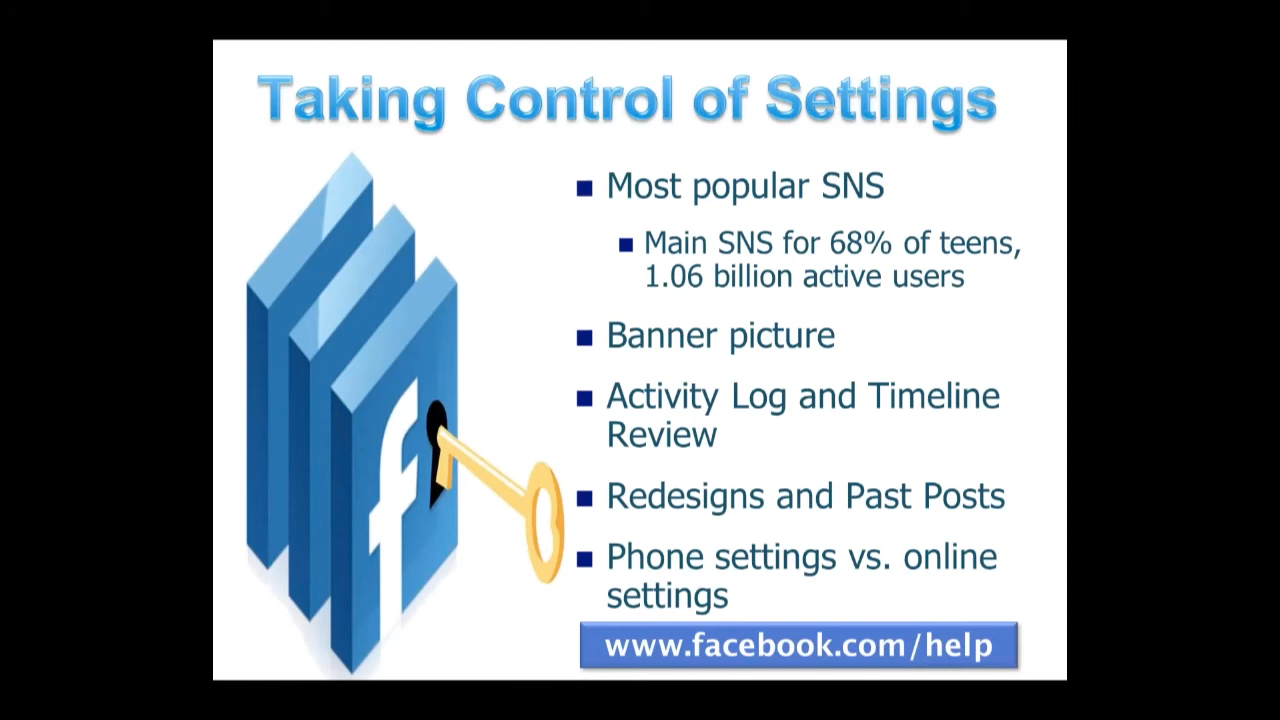 Taking Control of Settings
Most popular SNS
Main SNS for 68% of teens,
1.06 billion active users
Banner picture
Activity Log and Timeline
Review
Redesigns and Past Posts
Phone settings vs. online
settings
www.facebook.com/help
f